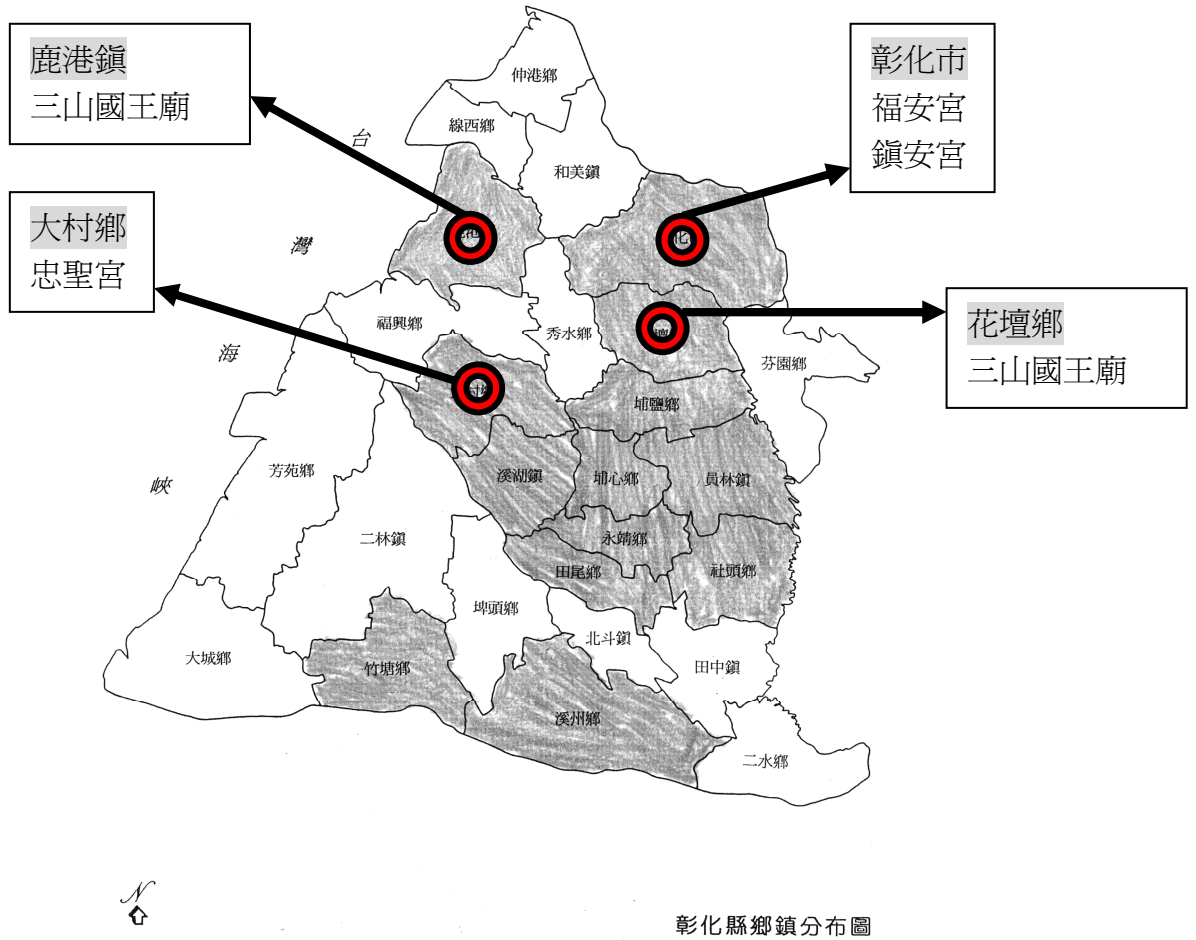 鹿港鎮
三山國王廟
彰化市
福安宮
鎮安宮
大村鄉
忠聖宮
花壇鄉
三山國王廟
台
灣
海
峽
仲港鄉
線西鄉
和美鎮
福興鄉
秀水鄉
芬園鄉
埔鹽鄉
芳苑鄉
溪湖鎮
埔心鄉
員林鎮
二林鎮
永靖鄉
田尾鄉
社頭鄉
埤頭鄉
北斗鎮
大城鄉
竹塘鄉
田中鎮
溪州鄉
二水鄉
N
彰化縣鄉鎮分布圖